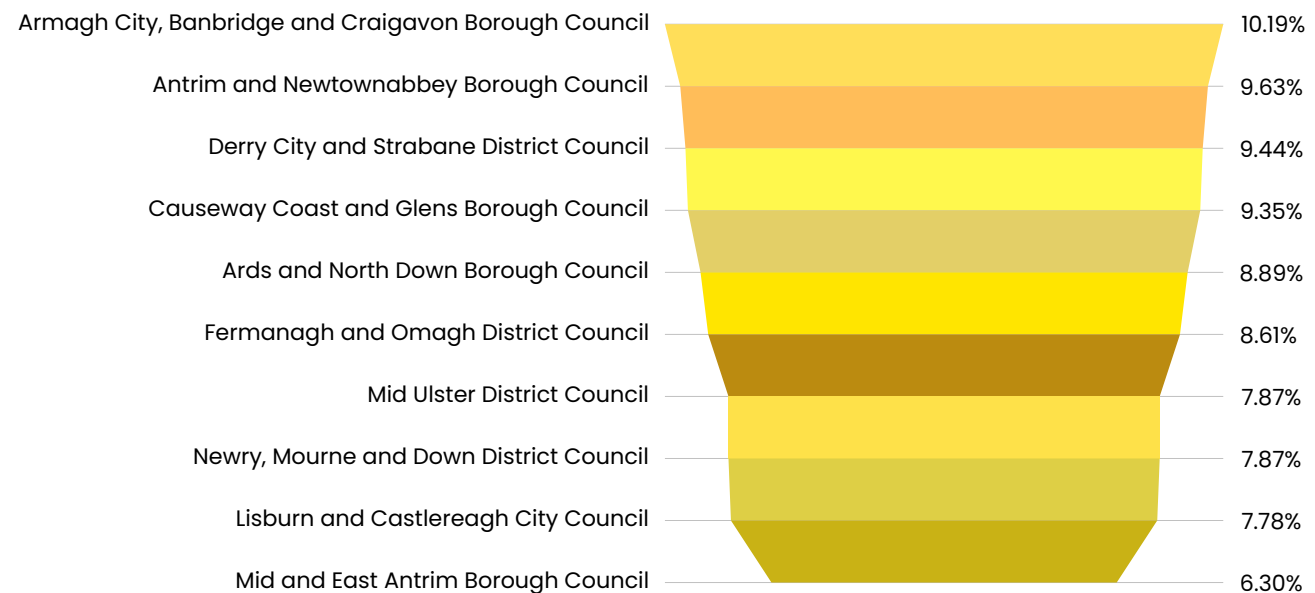 Armagh City, Banbridge and Craigavon Borough Council 10.19%
Antrim and Newtownabbey Borough Council 9.63%
Derry City and Strabane District Council 9.44%
Causeway Coast and Glens Borough Council 9.35%
Ards and North Down Borough Council 8.89%
Fermanagh and Omagh District Council 8.61%
Mid Ulster District Council 7.87%
Newry, Mourne and Down District Council 7.87%
Lisburn and Castlereagh City Council 7.78%
Mid and East Antrim Borough Council 6.30%